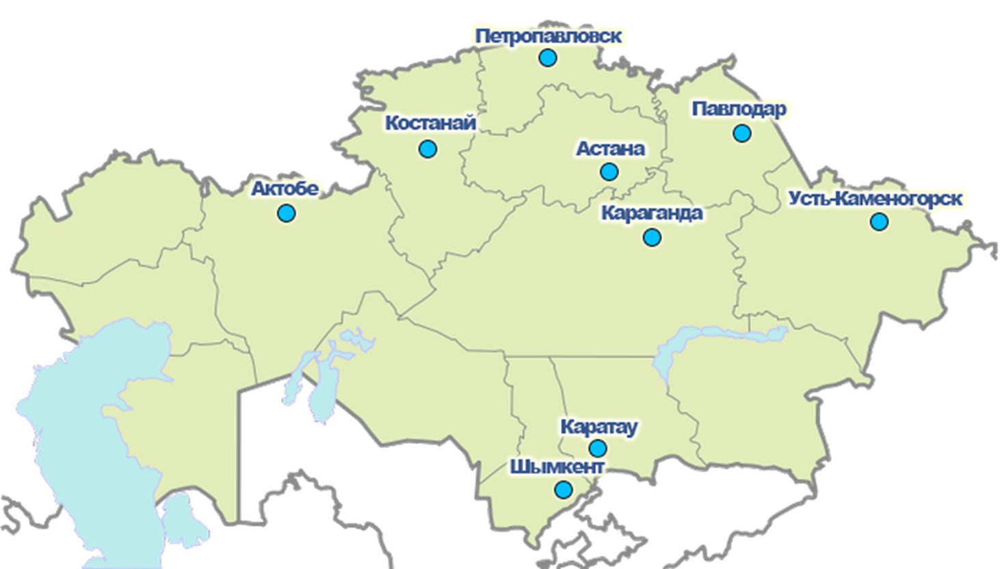 Петропавловск
Павлодар
Костанай
Астана
Актобе
Усть-Каменогорск
Караганда
Каратау
Шымкент